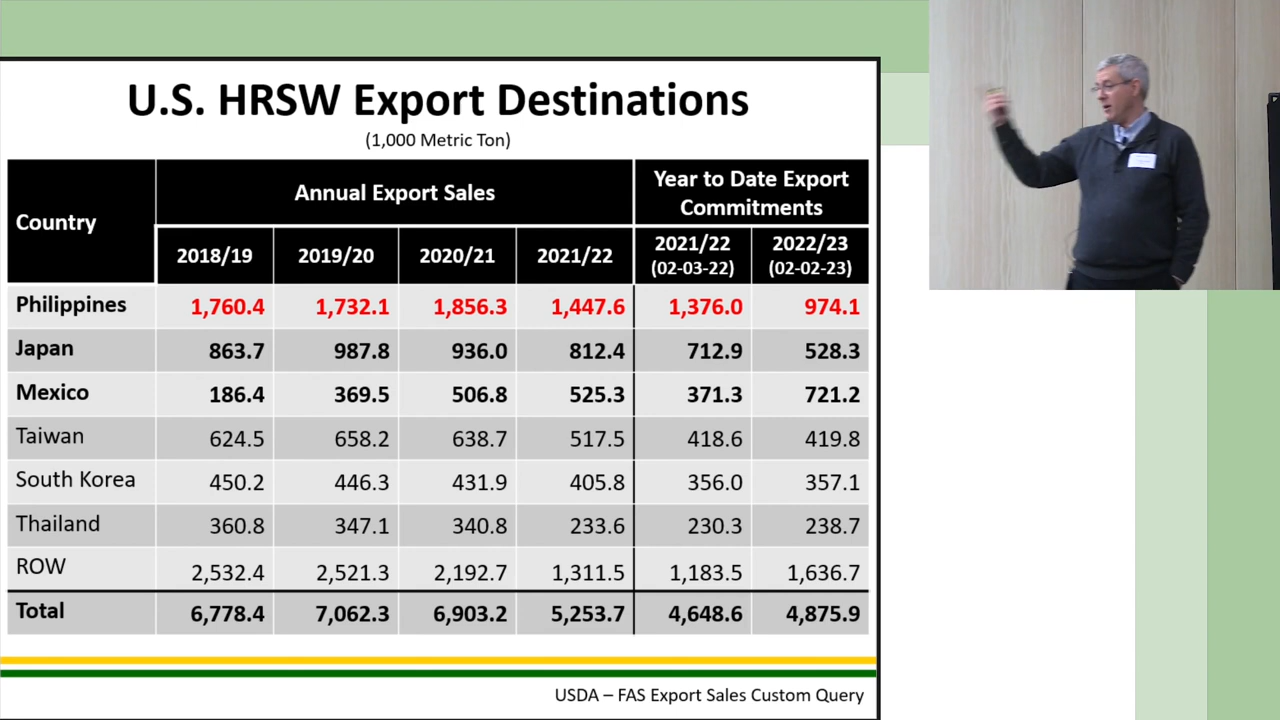 U.S. HRSW Export Destinations
(1,000 Metric Ton)
Country Annual Export Sales Year to Date Export Commitments
2018/19 2019/20 2020/21 2021/22 2021/22 (02-03-22) 2022/23 (02-02-23)
Philippines 1,760.4 1,732.1 1,856.3 1,447.6 1,376.0 974.1
Japan 863.7 987.8 936.0 812.4 712.9 528.3
Mexico 186.4 369.5 506.8 525.3 371.3 721.2
Taiwan 624.5 658.2 638.7 517.5 418.6 419.8
South Korea 450.2 446.3 431.9 405.8 356.0 357.1
Thailand 360.8 347.1 340.8 233.6 230.3 238.7
ROW 2,532.4 2,521.3 2,192.7 1,311.5 1,183.5 1,636.7
Total 6,778.4 7,062.3 6,903.2 5,253.7 4,648.6 4,875.9
USDA – FAS Export Sales Custom Query